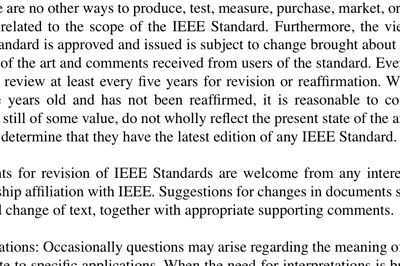 e are no other ways to produce, test, measure, purchase, market, or
related to the scope of the IEEE Standard. Furthermore, the vie
andard is approved and issued is subject to change brought about
of the art and comments received from users of the standard. Ever
review at least every five years for revision or reaffirmation. W
e years old and has not been reaffirmed, it is reasonable to co
still of some value, do not wholly reflect the present state of the a
determine that they have the latest edition of any IEEE Standard.
nts for revision of IEEE Standards are welcome from any intere
ship affiliation with IEEE. Suggestions for changes in documents s
d change of text, together with appropriate supporting comments.
ations: Occasionally questions may arise regarding the meaning of
te to specific applications. When the need for interpretations is br